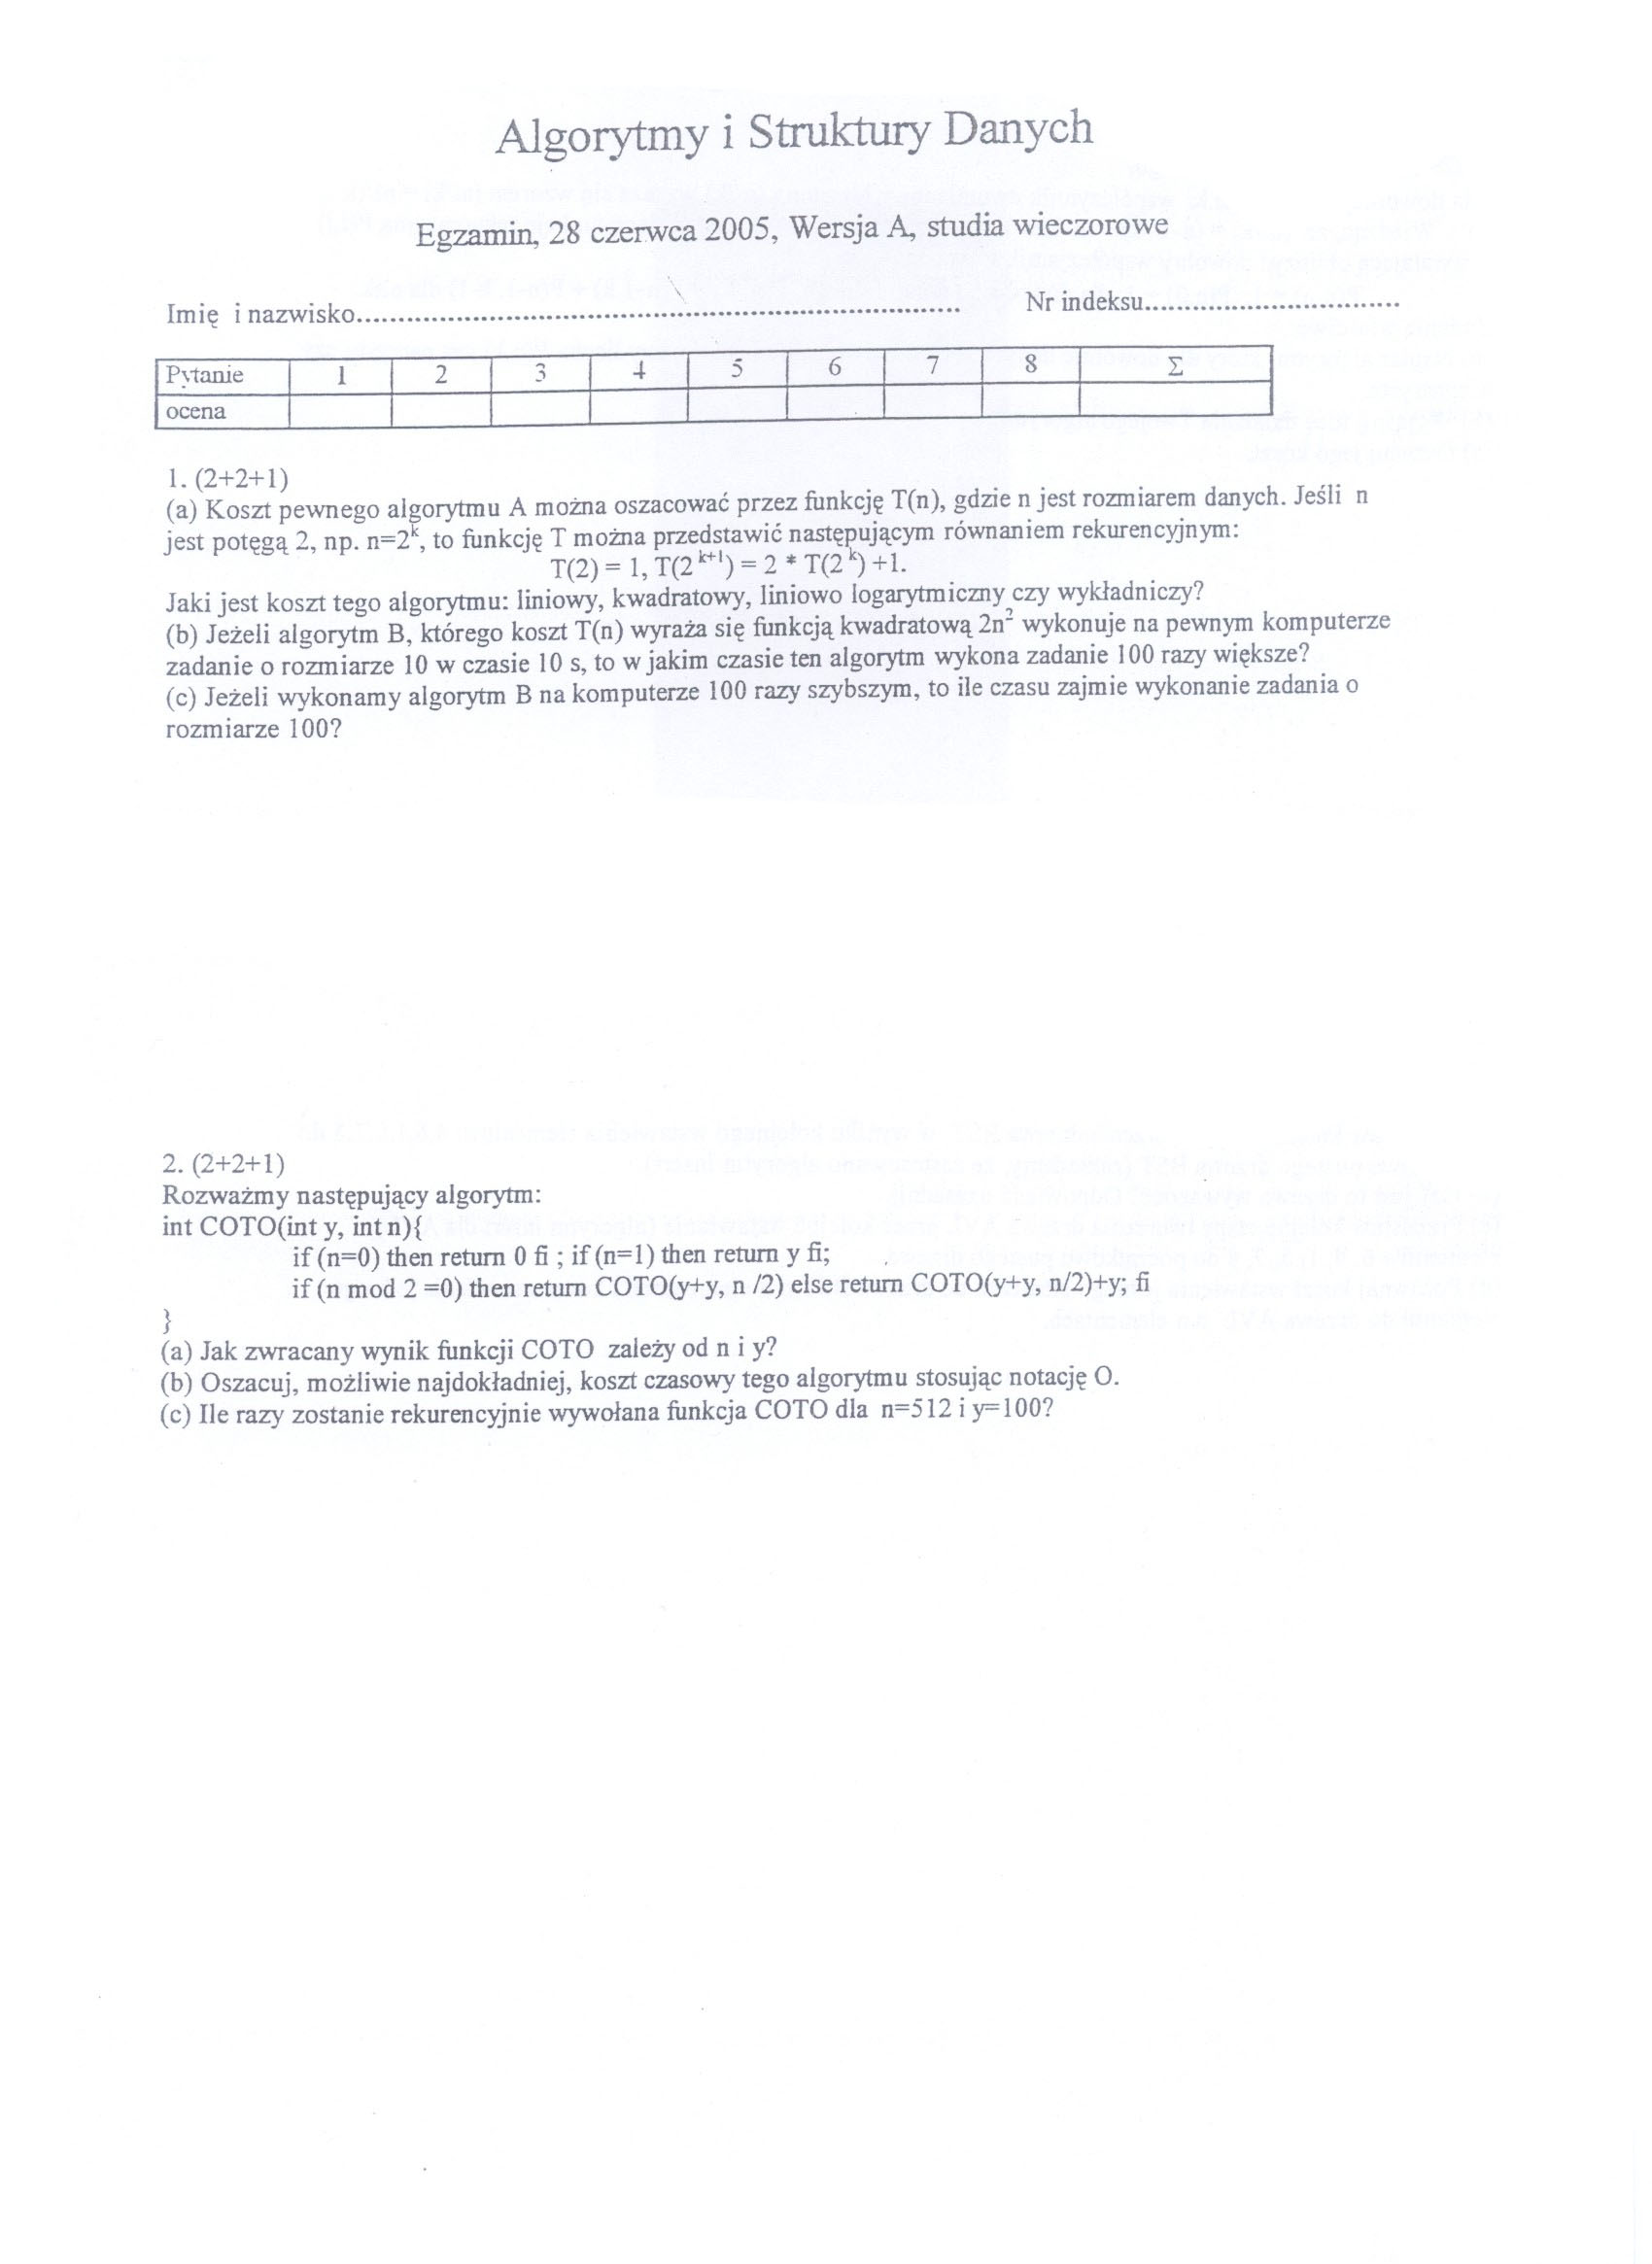 Algorytmy i Struktury Danych
Egzamin, 28 czerwca 2005, Wersja A, studia wieczorowe
Imię i nazwisko.......................................................................... Nr indeksu...............................
Pytanie 1 2 3 4 5 6 7 8 Σ
ocena
1. (2+2+1)
(a) Koszt pewnego algorytmu A można oszacować przez funkcję T(n), gdzie n jest rozmiarem danych. Jeśli n
jest potęgą 2, np. n=2^k, to funkcję T można przedstawić następującym równaniem rekurencyjnym:
T(2) = 1, T(2^k+1) = 2 * T(2^k) +1.
Jaki jest koszt tego algorytmu: liniowy, kwadratowy, liniowo logarytmiczny czy wykładniczy?
(b) Jeżeli algorytm B, którego koszt T(n) wyraża się funkcją kwadratową 2n² wykonuje na pewnym komputerze
zadanie o rozmiarze 10 w czasie 10 s, to w jakim czasie ten algorytm wykona zadanie 100 razy większe?
(c) Jeżeli wykonamy algorytm B na komputerze 100 razy szybszym, to ile czasu zajmie wykonanie zadania o
rozmiarze 100?
2. (2+2+1)
Rozważmy następujący algorytm:
int COTO(int y, int n){
if (n=0) then return 0 fi ; if (n=1) then return y fi;
if (n mod 2 =0) then return COTO(y+y, n /2) else return COTO(y+y, n/2)+y; fi
}
(a) Jak zwracany wynik funkcji COTO zależy od n i y?
(b) Oszacuj, możliwie najdokładniej, koszt czasowy tego algorytmu stosując notację O.
(c) Ile razy zostanie rekurencyjnie wywołana funkcja COTO dla n=512 i y=100?